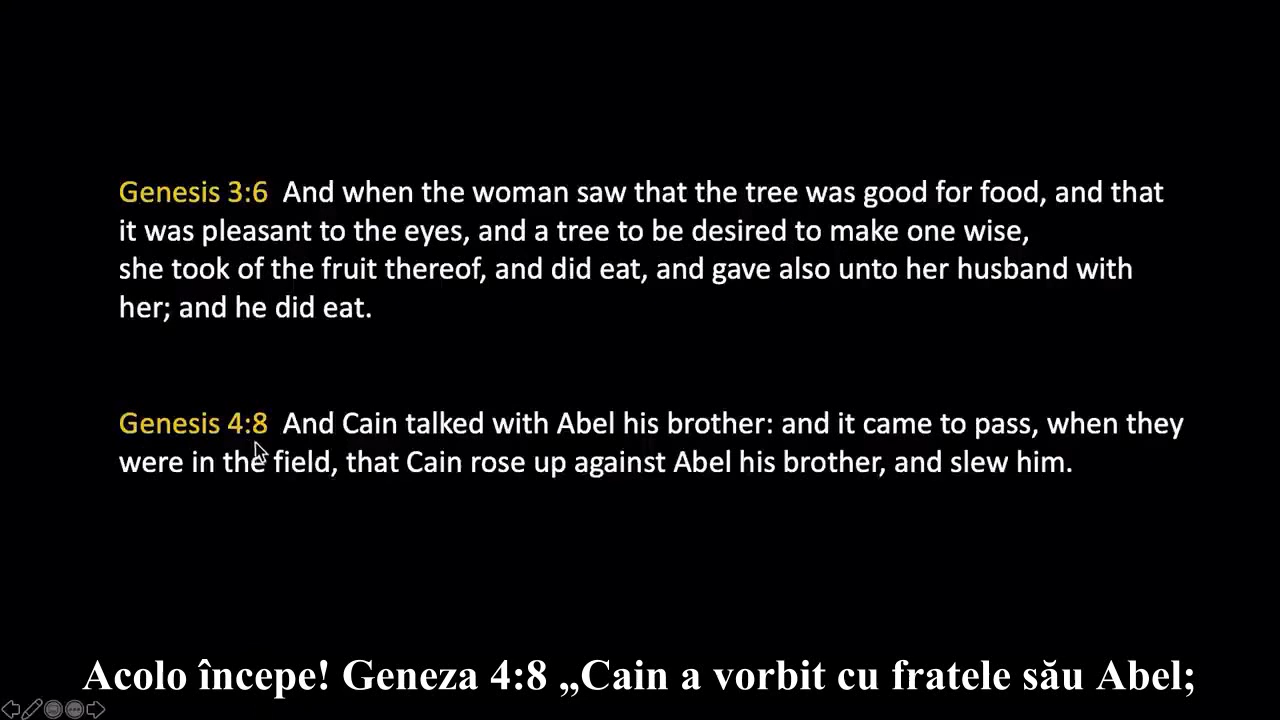 Genesis 3:6 And when the woman saw that the tree was good for food, and that
it was pleasant to the eyes, and a tree to be desired to make one wise,
she took of the fruit thereof, and did eat, and gave also unto her husband with
her; and he did eat.
Genesis 4:8 And Cain talked with Abel his brother: and it came to pass, when they
were in the field, that Cain rose up against Abel his brother, and slew him.
Acolo începe! Geneza 4:8 „Cain a vorbit cu fratele său Abel;